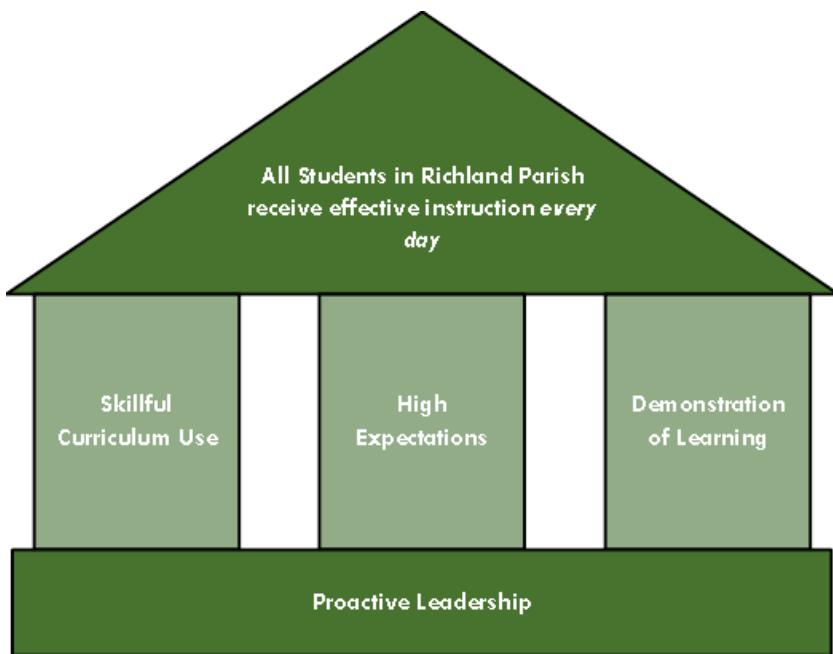 All Students in Richland Parish
receive effective instruction every
day
Skillful
Curriculum Use
High
Expectations
Demonstration
of Learning
Proactive Leadership